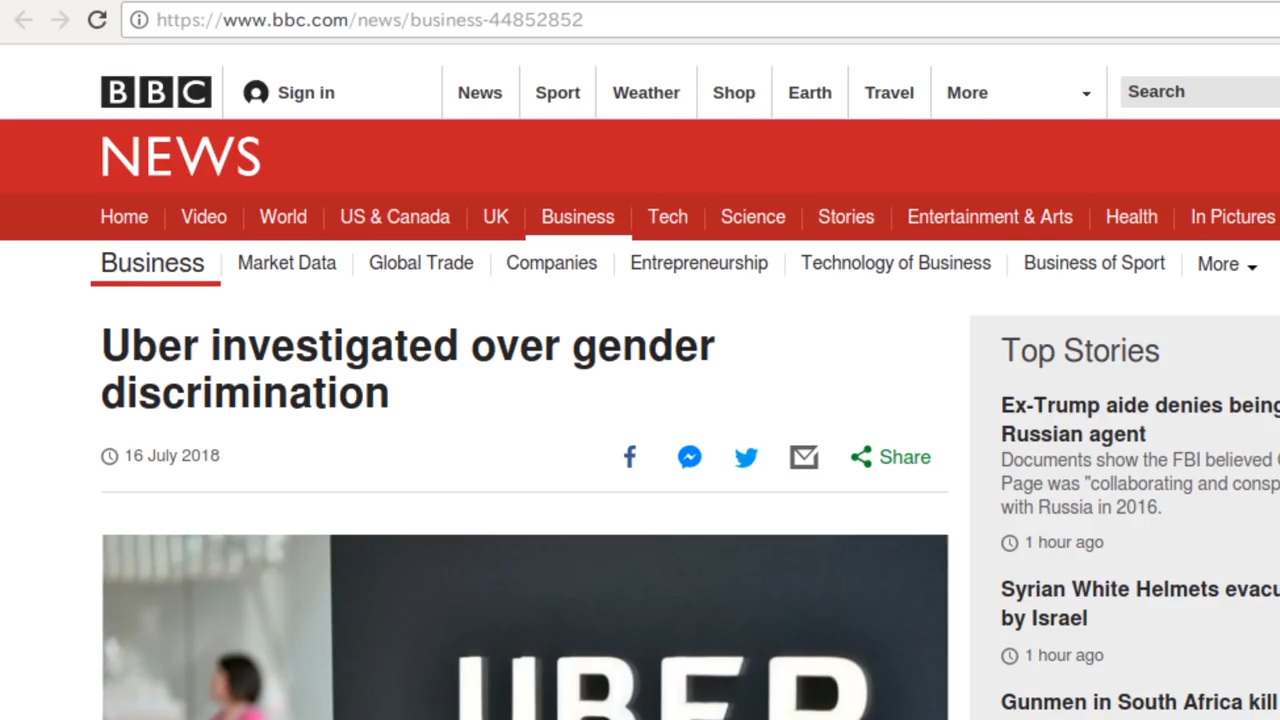 https://www.bbc.com/news/business-44852852
BBC Sign in News Sport Weather Shop Earth Travel More Search
NEWS
Home Video World US & Canada UK Business Tech Science Stories Entertainment & Arts Health In Pictures
Business Market Data Global Trade Companies Entrepreneurship Technology of Business Business of Sport More
Uber investigated over gender
discrimination
16 July 2018 Share
UBER
Top Stories
Ex-Trump aide denies being
Russian agent
Documents show the FBI believed
Page was "collaborating and consp
with Russia in 2016.
1 hour ago
Syrian White Helmets evacu
by Israel
1 hour ago
Gunmen in South Africa kill